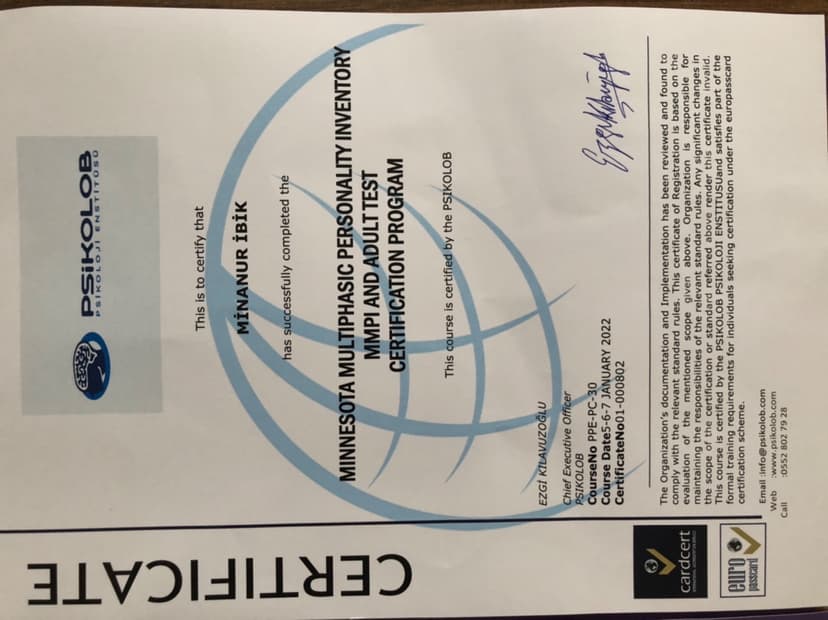 CERTIFICATE
PSiKOLOB
PSİKOLOJİ ENSTİTÜSÜ
This is to certify that
MİNANUR İBİK
has successfully completed the
MINNESOTA MULTIPHASIC PERSONALITY INVENTORY
MMPI AND ADULT TEST
CERTIFICATION PROGRAM
This course is certified by the PSIKOLOB
EZGİ KILAVUZOĞLU
Chief Executive Officer
PSIKOLOB
CourseNo PPE-PC-30
Course Date5-6-7 JANUARY 2022
CertificateNo01-000802
The Organization's documentation and Implementation has been reviewed and found to
comply with the relevant standard rules. This certificate of Registration is based on the
evaluation of the mentioned scope given above. Organization is responsible for
maintaining the responsibilities of the relevant standard rules. Any significant changes in
the scope of the certification or standard referred above render this certificate invalid.
This course is certified by the PSIKOLOB PSIKOLOJI ENSTITUSUand satisfies part of the
formal training requirements for individuals seeking certification under the europasscard
certification scheme.
Email :info@psikolob.com
Web :www.psikolob.com
Call :0552 802 79 28
cardcert
euro
passcard